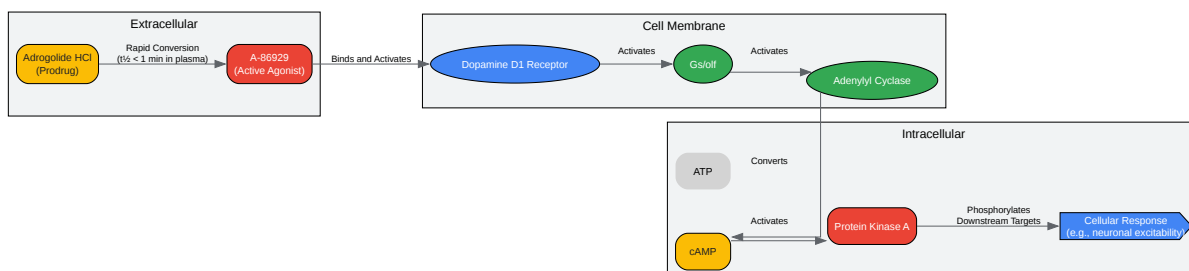 Extracellular
Adrogolide HCl
(Prodrug)
Rapid Conversion
(t½ < 1 min in plasma)
A-86929
(Active Agonist)
Binds and Activates
Cell Membrane
Dopamine D1 Receptor
Activates
Gs/olf
Activates
Adenylyl Cyclase
Intracellular
ATP
Converts
cAMP
Activates
Protein Kinase A
Phosphorylates
Downstream Targets
Cellular Response
(e.g., neuronal excitability)